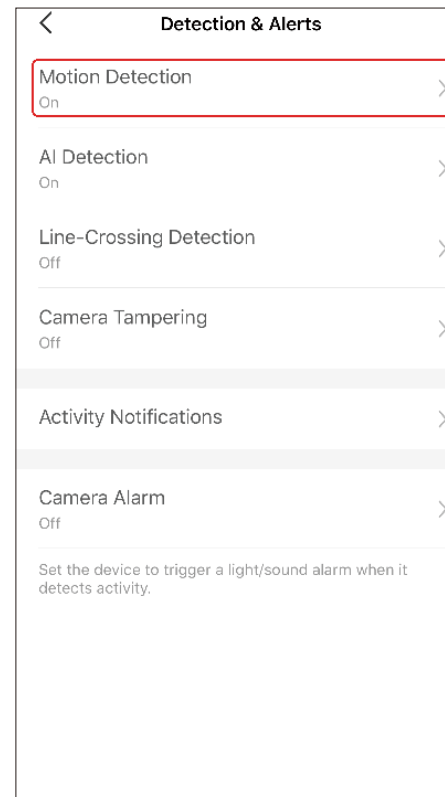 Detection & Alerts
Motion Detection
On
AI Detection
On
Line-Crossing Detection
Off
Camera Tampering
Off
Activity Notifications
Camera Alarm
Off
Set the device to trigger a light/sound alarm when it
detects activity.